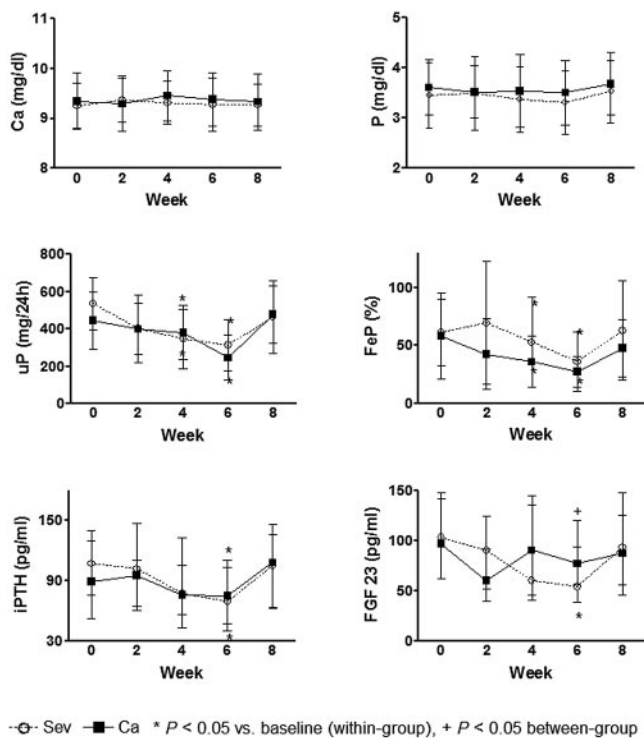 11
10
9
8
Ca (mg/dl)
0 2 4 6 8
Week
5
4
3
2
P (mg/dl)
0 2 4 6 8
Week
800
600
400
200
0
uP (mg/24h)
* * * *
0 2 4 6 8
Week
100
50
0
FeP (%)
* * * *
0 2 4 6 8
Week
150
90
30
iPTH (pg/ml)
* *
0 2 4 6 8
Week
150
100
50
0
FGF 23 (pg/ml)
+
*
0 2 4 6 8
Week
Sev Ca * P < 0.05 vs. baseline (within-group), + P < 0.05 between-group